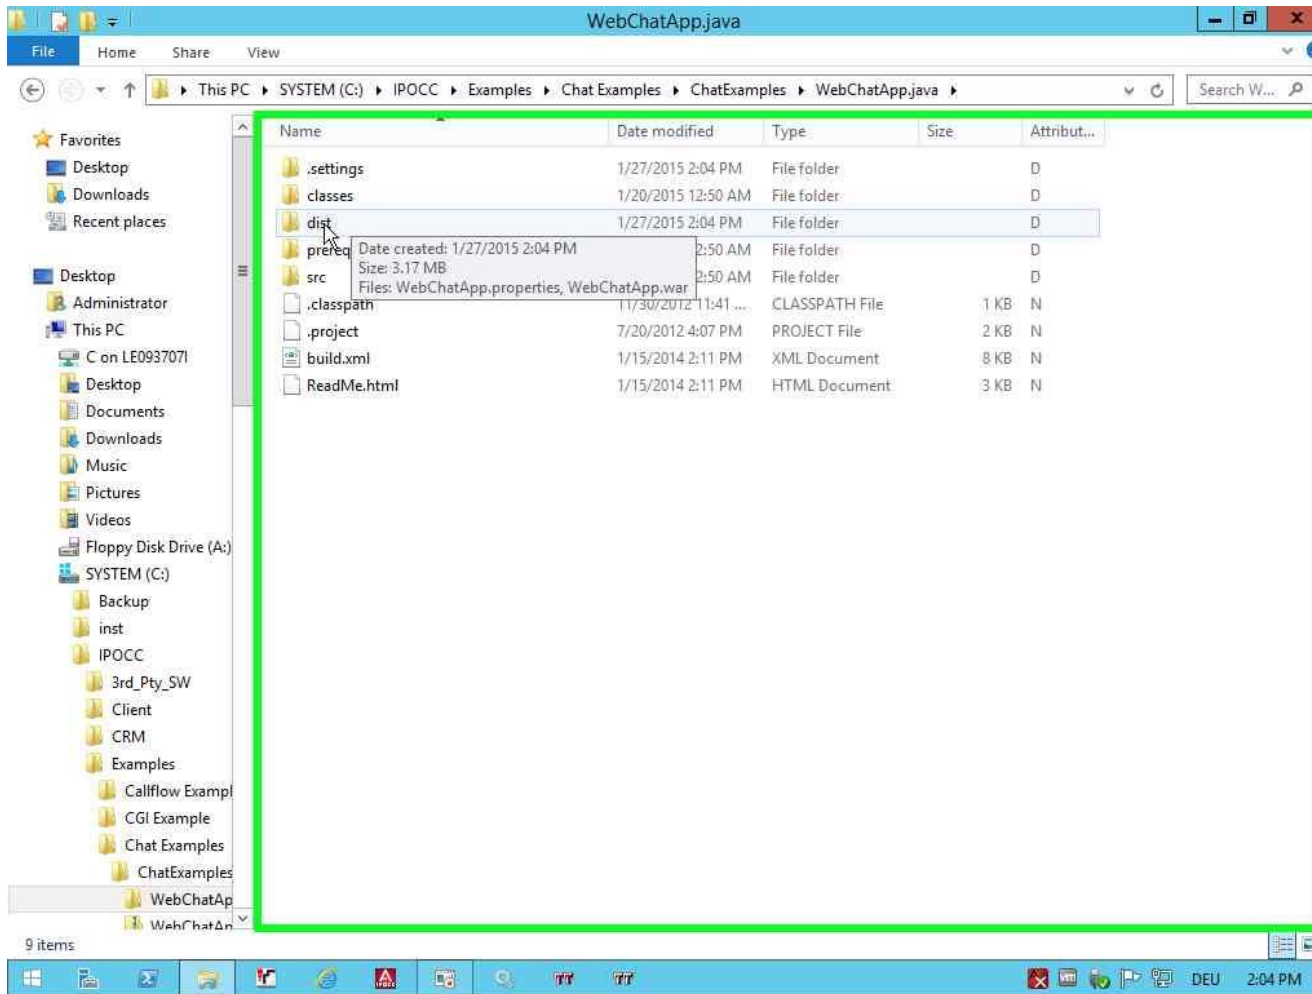 WebChatApp.java
File Home Share View
This PC SYSTEM (C:) IPOCC Examples Chat Examples ChatExamples WebChatApp.java Search W...
Name Date modified Type Size Attribut...
.settings 1/27/2015 2:04 PM File folder D
classes 1/20/2015 12:50 AM File folder D
dist 1/27/2015 2:04 PM File folder D
prereq 2:50 AM File folder D
src 2:50 AM File folder D
.classpath 11/30/2012 11:41 ... CLASSPATH File 1 KB N
.project 7/20/2012 4:07 PM PROJECT File 2 KB N
build.xml 1/15/2014 2:11 PM XML Document 8 KB N
ReadMe.html 1/15/2014 2:11 PM HTML Document 3 KB N
Date created: 1/27/2015 2:04 PM
Size: 3.17 MB
Files: WebChatApp.properties, WebChatApp.war
Favorites
Desktop
Downloads
Recent places
Desktop
Administrator
This PC
C on LE093707I
Desktop
Documents
Downloads
Music
Pictures
Videos
Floppy Disk Drive (A:)
SYSTEM (C:)
Backup
inst
IPOCC
3rd_Pty_SW
Client
CRM
Examples
Callflow Exampl
CGI Example
Chat Examples
ChatExamples
WebChatAp
WebChatAp
9 items
DEU 2:04 PM